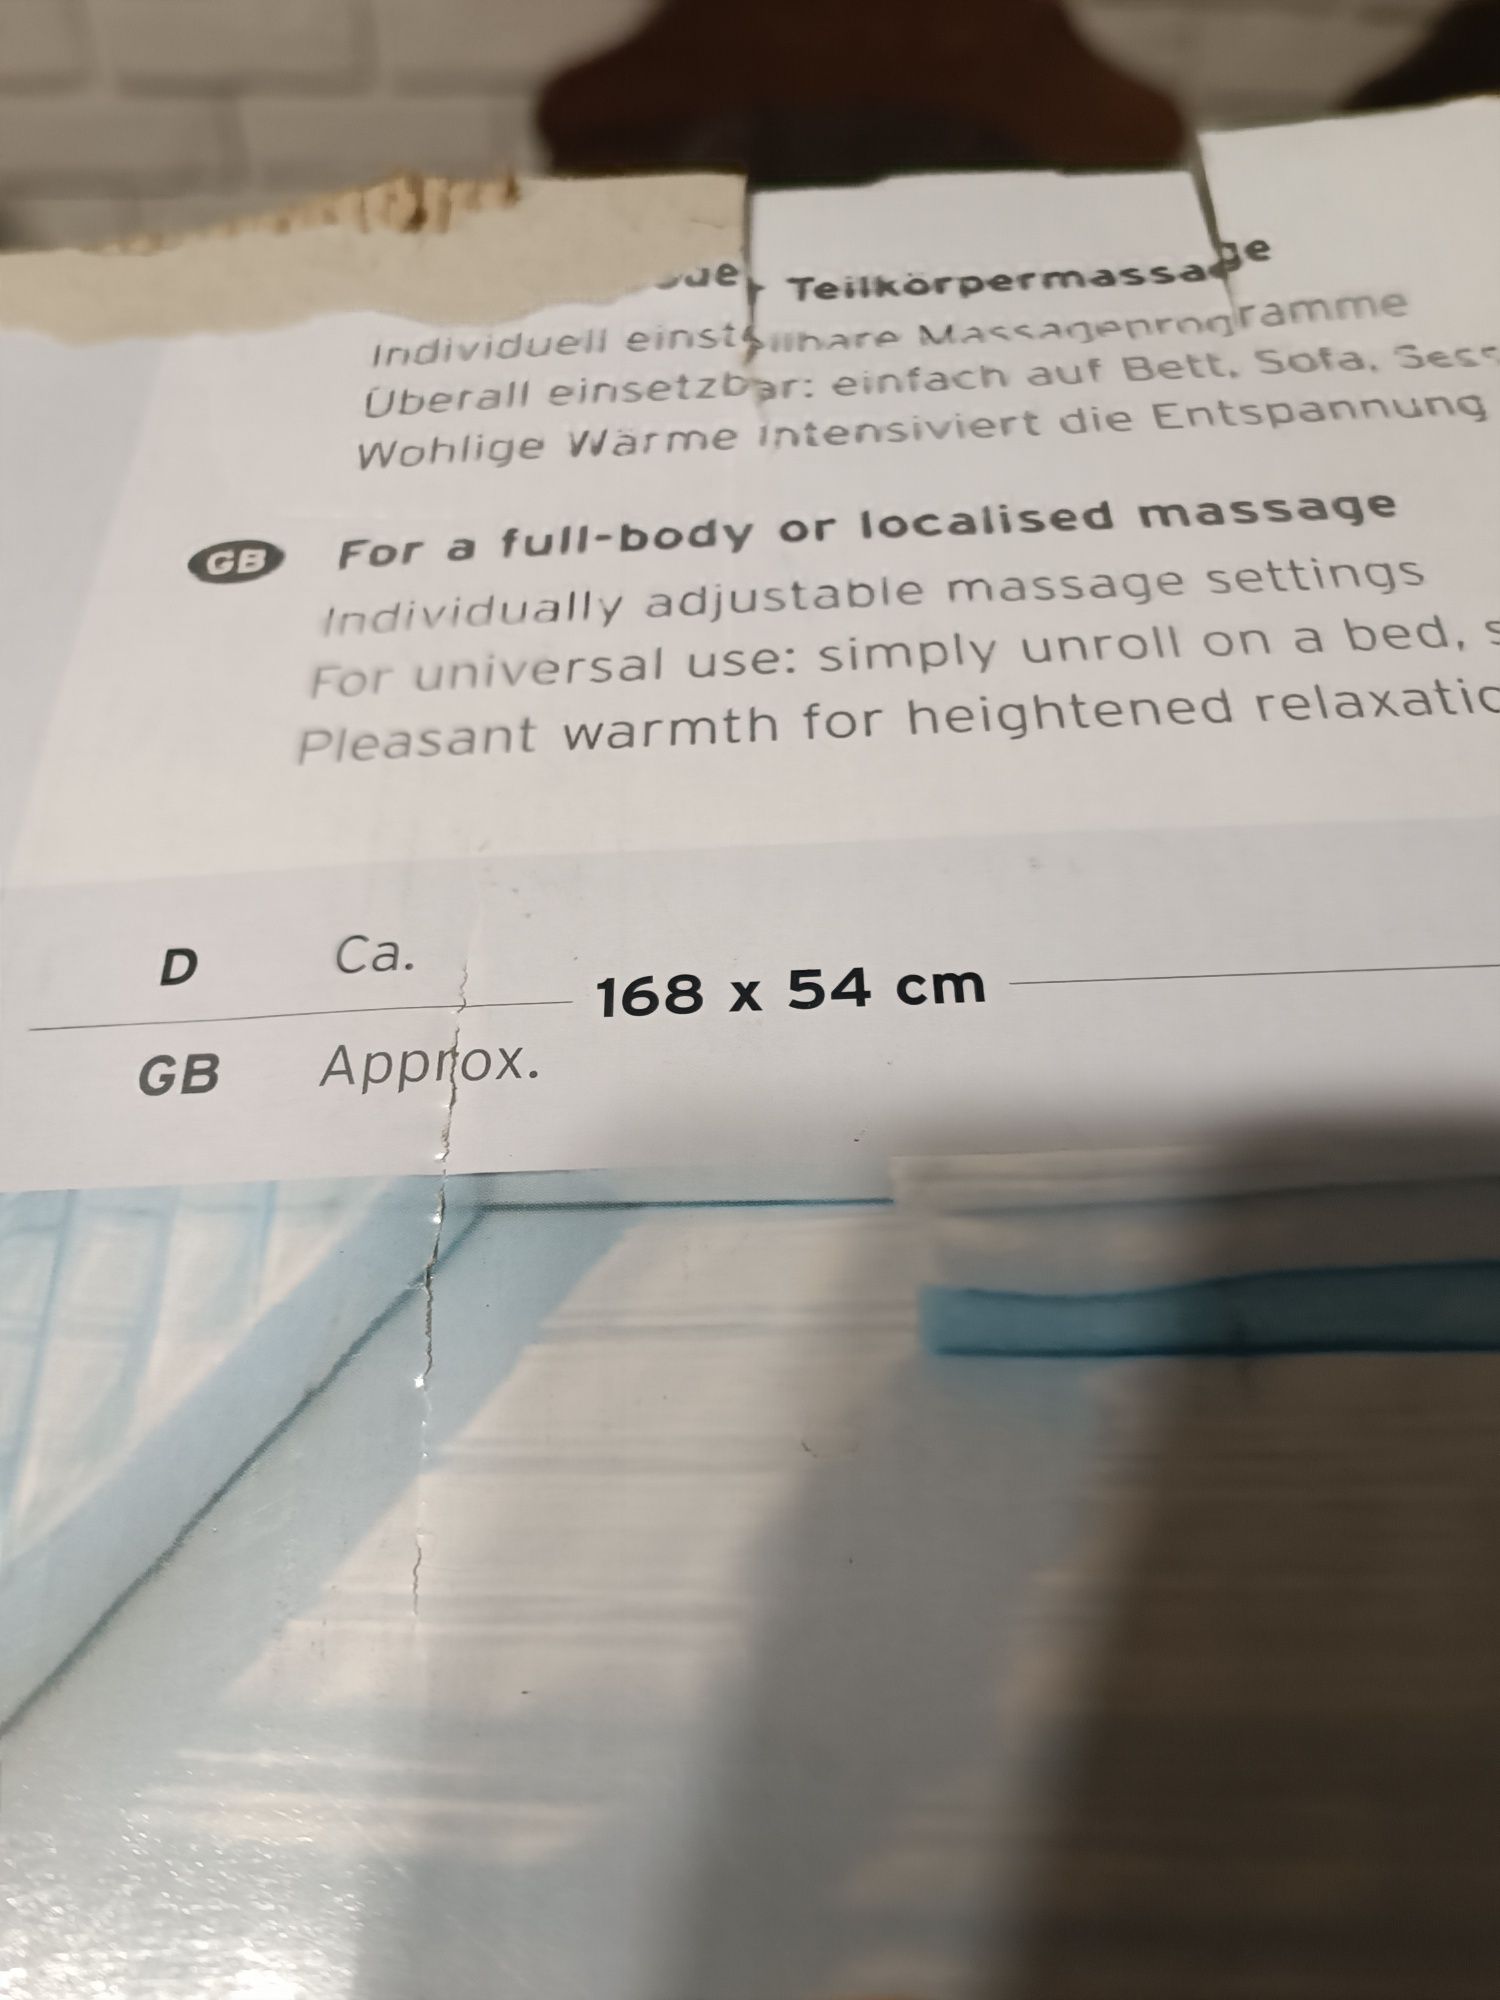 Teilkörpermassage
Individuell einstellbare Massageprogramme
Überall einsetzbar: einfach auf Bett, Sofa,
Wohlige Wärme intensiviert die Entspannung
GB For a full-body or localised massage
Individually adjustable massage settings
For universal use: simply unroll on a bed,
Pleasant warmth for heightened
D Ca.
168 x 54 cm
GB Approx.